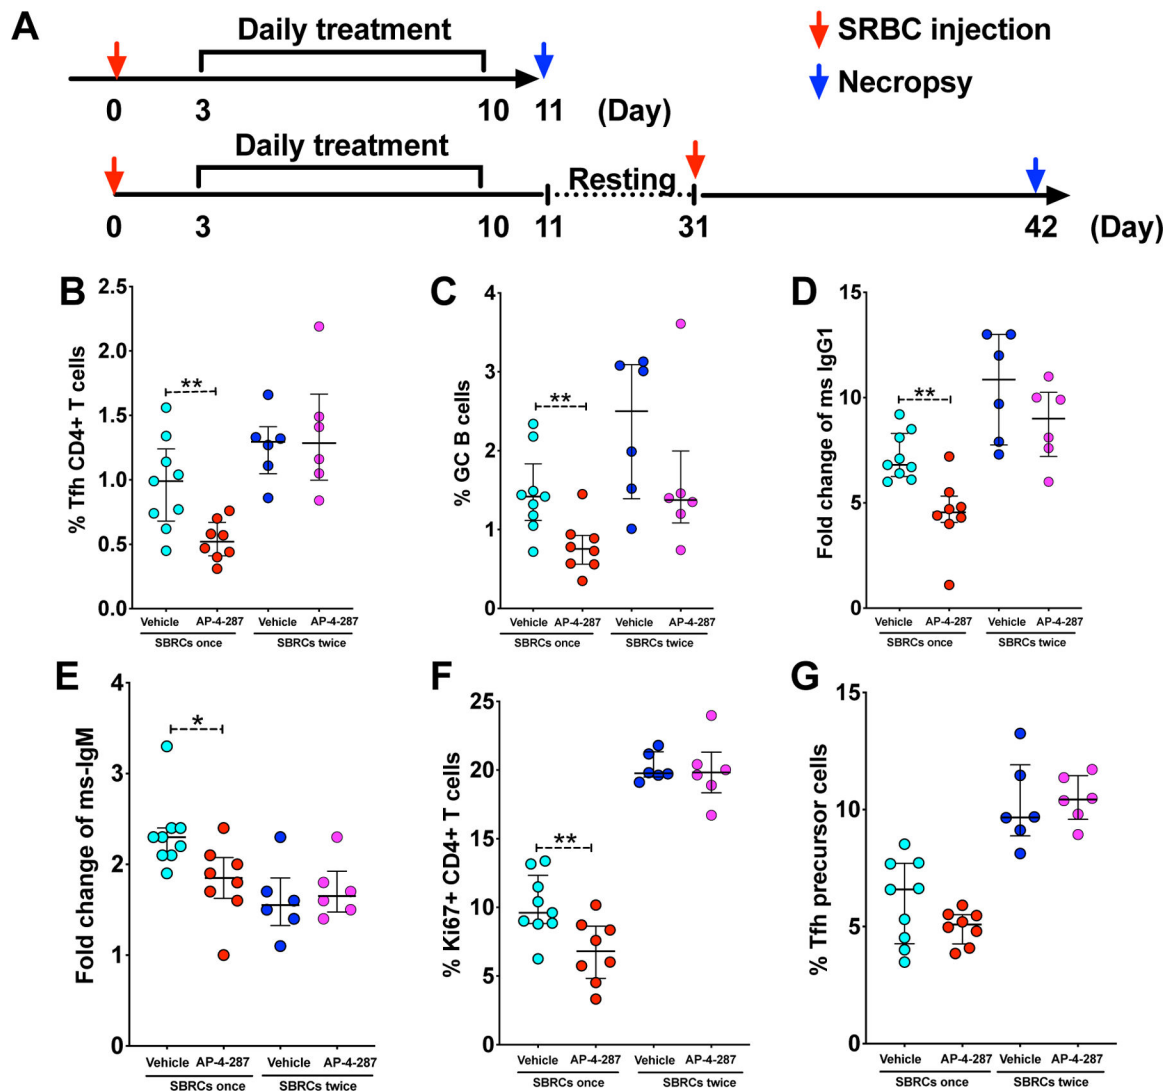 A
Daily treatment
SRBC injection
Necropsy
0 3 10 11 (Day)
Daily treatment
Resting
0 3 10 11 31 42 (Day)
B
% Tfh CD4+ T cells
2.5
2.0
1.5
1.0
0.5
0.0
**
Vehicle AP-4-287 Vehicle AP-4-287
SBRCs once SBRCs twice
C
% GC B cells
4
3
2
1
0
**
Vehicle AP-4-287 Vehicle AP-4-287
SBRCs once SBRCs twice
D
Fold change of ms IgG1
15
10
5
0
**
Vehicle AP-4-287 Vehicle AP-4-287
SBRCs once SBRCs twice
E
Fold change of ms-IgM
4
3
2
1
0
*
Vehicle AP-4-287 Vehicle AP-4-287
SBRCs once SBRCs twice
F
% Ki67+ CD4+ T cells
25
20
15
10
5
0
**
Vehicle AP-4-287 Vehicle AP-4-287
SBRCs once SBRCs twice
G
% Tfh precursor cells
15
10
5
0
Vehicle AP-4-287 Vehicle AP-4-287
SBRCs once SBRCs twice